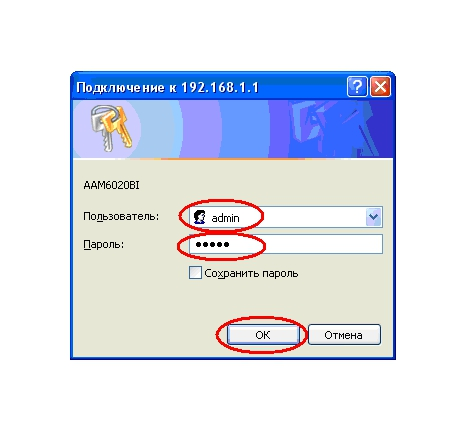 Подключение к 192.168.1.1
AAM6020BI
Пользователь: admin
Пароль: •••••
Сохранить пароль
OK Отмена